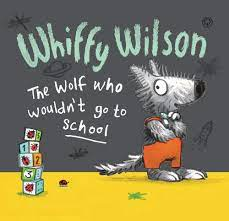 Whiffy Wilson
The Wolf who
wouldn't go to
School